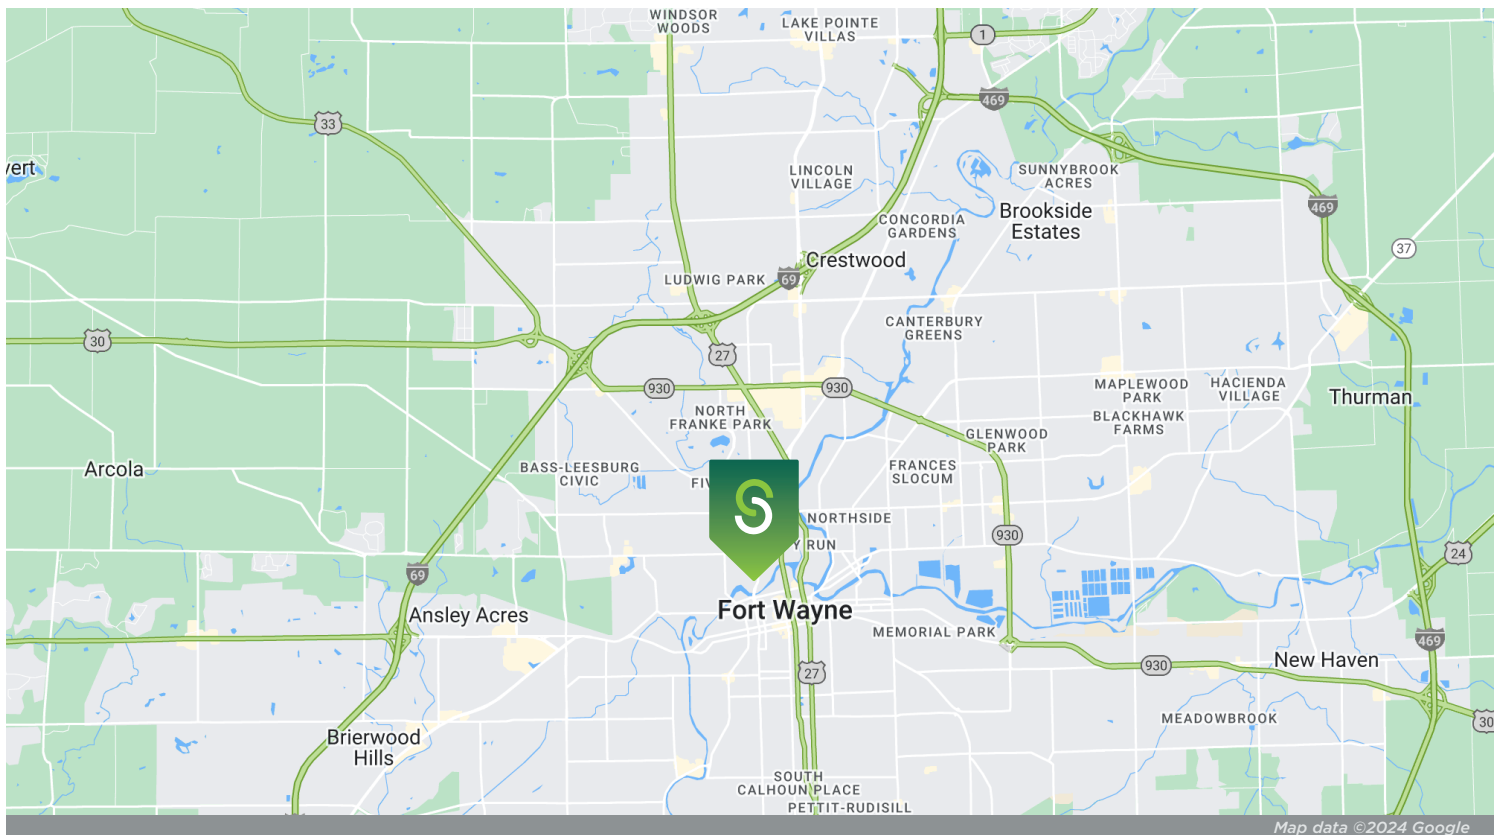 WINDSOR
WOODS
LAKE POINTE
VILLAS
1
469
33
vert
LINCOLN
VILLAGE
SUNNYBROOK
ACRES
469
Brookside
Estates
CONCORDIA
GARDENS
37
Crestwood
LUDWIG PARK
69
CANTERBURY
GREENS
30
27
930
930
MAPLEWOOD
PARK
HACIENDA
VILLAGE
Thurman
NORTH
FRANKE PARK
BLACKHAWK
FARMS
GLENWOOD
PARK
Arcola
BASS-LEESBURG
CIVIC
FIV
FRANCES
SLOCUM
S
NORTHSIDE
930
Y RUN
24
69
Fort Wayne
Ansley Acres
MEMORIAL PARK
469
New Haven
930
27
MEADOWBROOK
30
Brierwood
Hills
SOUTH
CALHOUN PLACE
PETTIT-RUDISILL
Map data ©2024 Google